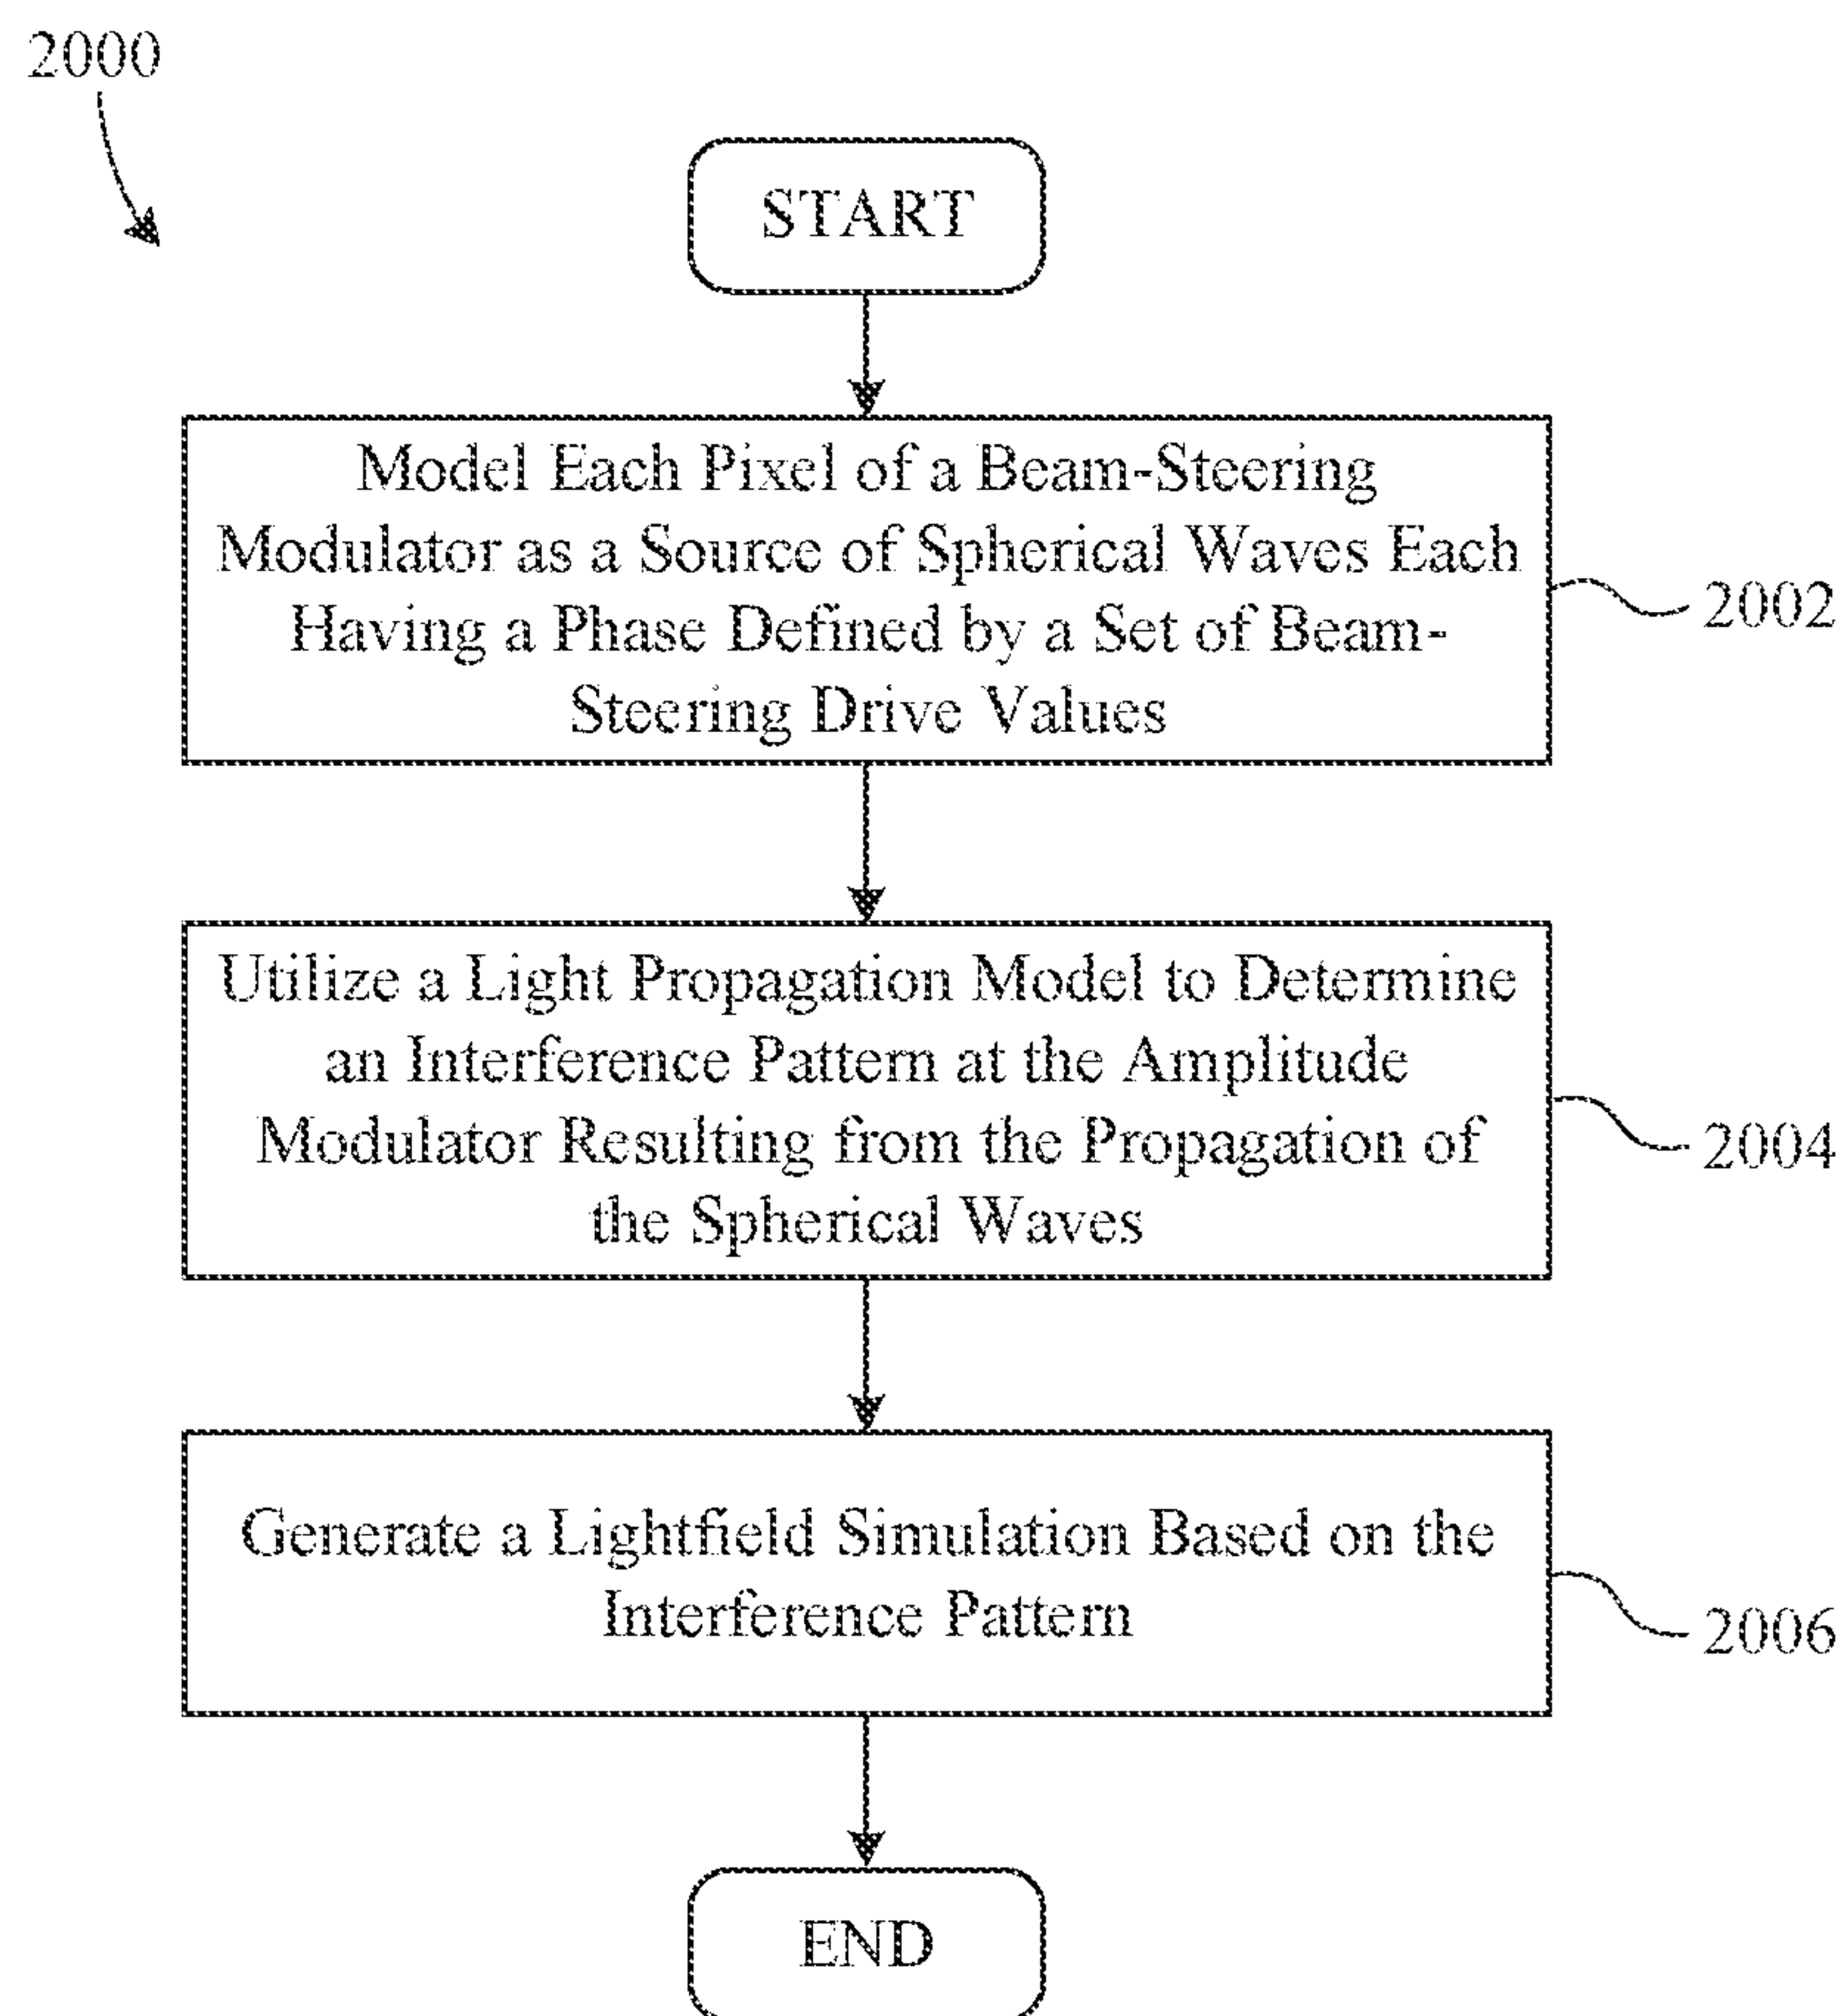 2000
START
Model Each Pixel of a Beam-Steering
Modulator as a Source of Spherical Waves Each
Having a Phase Defined by a Set of Beam-
Steering Drive Values
2002
Utilize a Light Propagation Model to Determine
an Interference Pattern at the Amplitude
Modulator Resulting from the Propagation of
the Spherical Waves
2004
Generate a Lightfield Simulation Based on the
Interference Pattern
2006
END